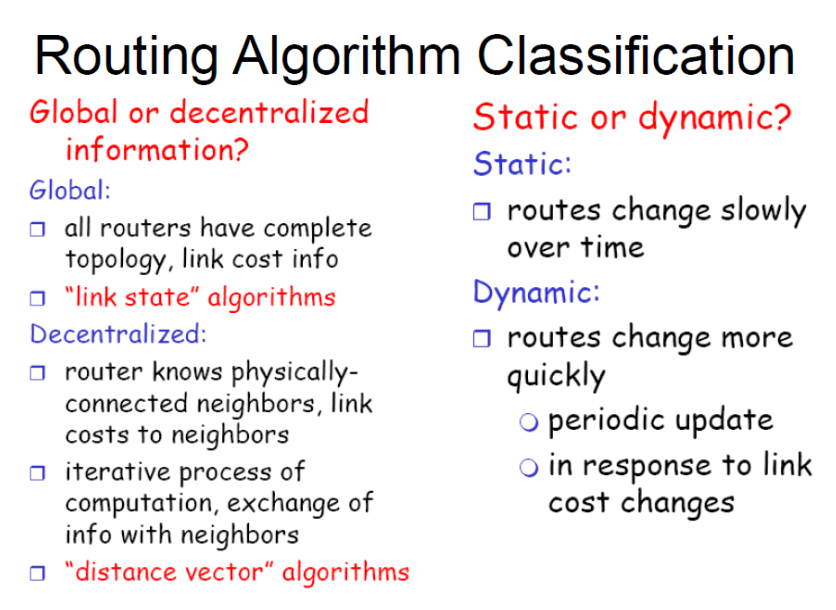 Routing Algorithm Classification
Global or decentralized
information?
Global:
all routers have complete
topology, link cost info
"link state" algorithms
Decentralized:
router knows physically-
connected neighbors, link
costs to neighbors
iterative process of
computation, exchange of
info with neighbors
"distance vector" algorithms
Static or dynamic?
Static:
routes change slowly
over time
Dynamic:
routes change more
quickly
periodic update
in response to link
cost changes